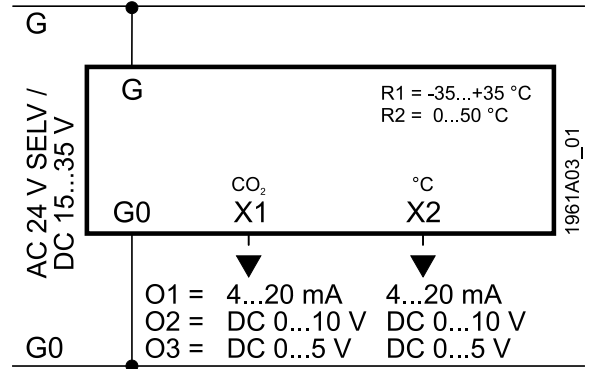 G
AC 24 V SELV /
DC 15...35 V
G
R1 = -35...+35 °C
R2 = 0...50 °C
CO₂
°C
G0
X1
X2
1961A03_01
O1 = 4...20 mA 4...20 mA
O2 = DC 0...10 V DC 0...10 V
O3 = DC 0...5 V DC 0...5 V
G0